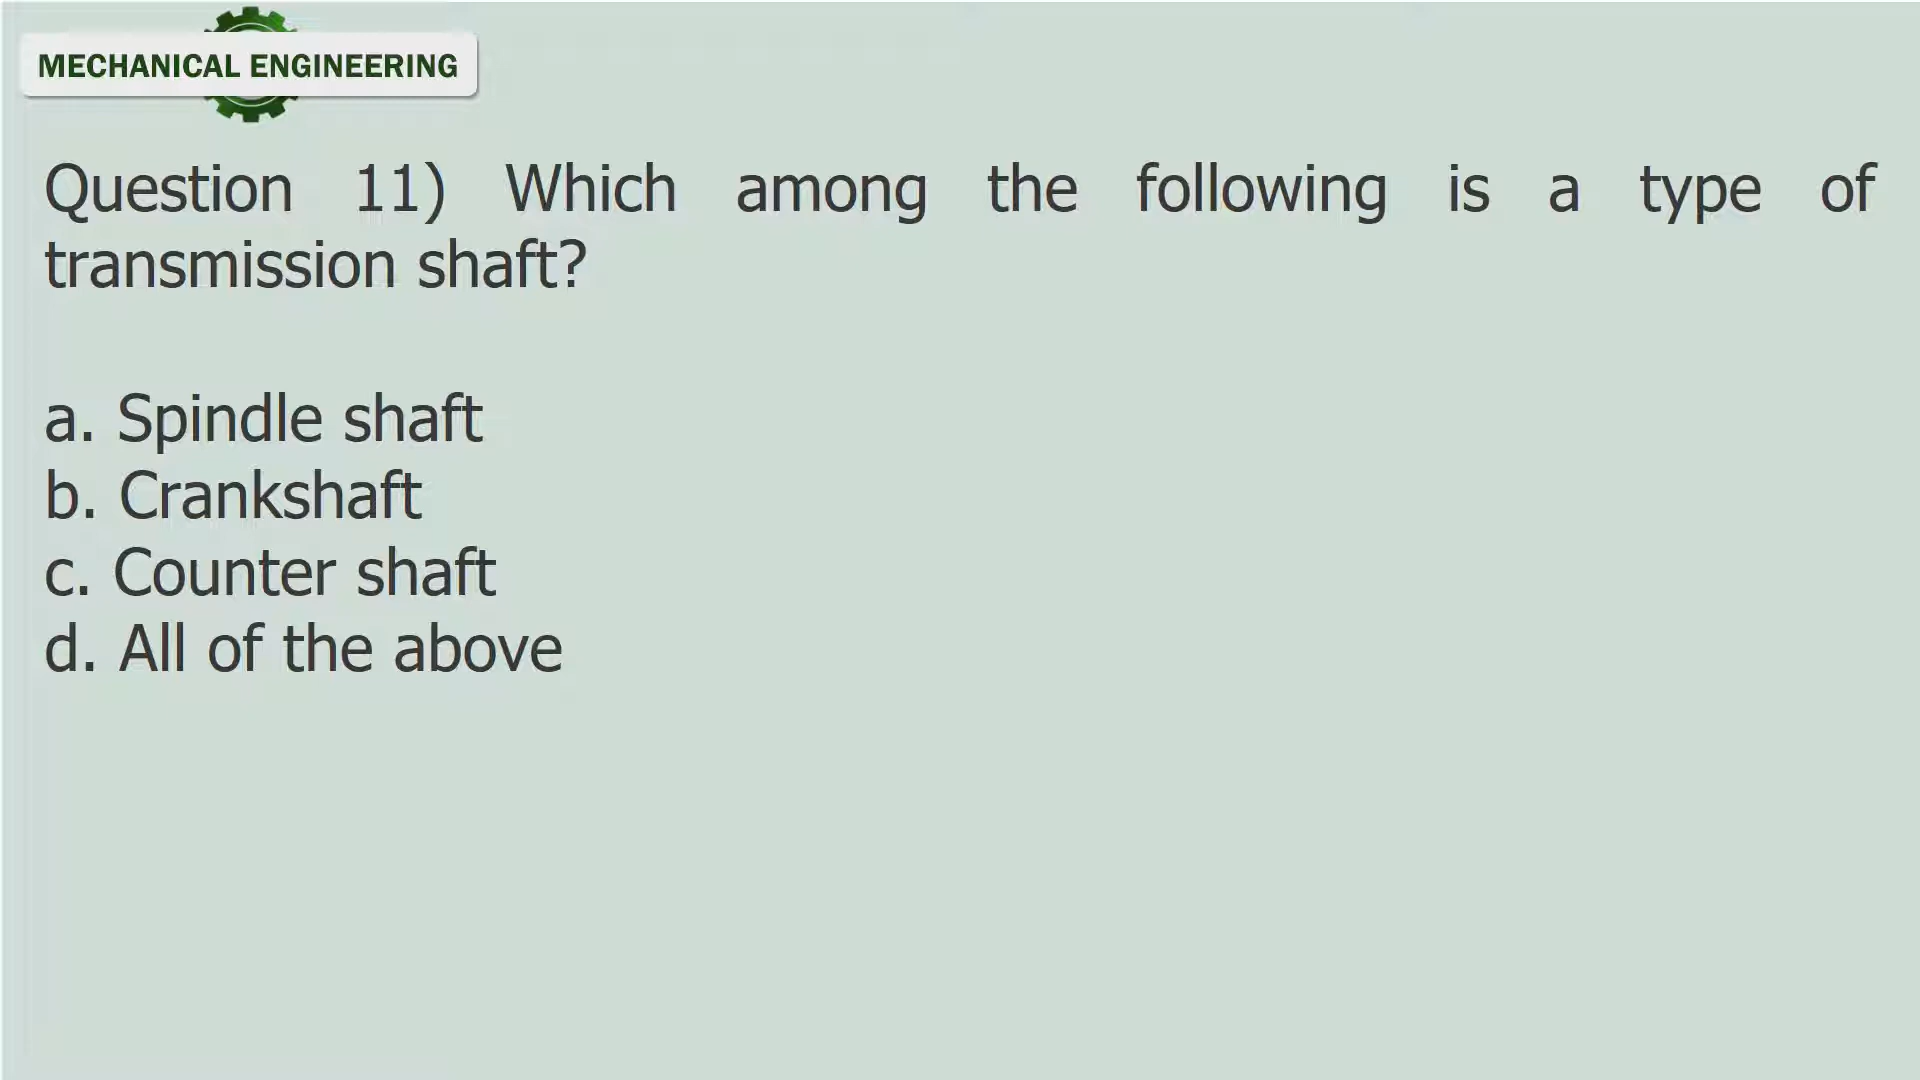 MECHANICAL ENGINEERING
Question 11) Which among the following is a type of
transmission shaft?
a. Spindle shaft
b. Crankshaft
c. Counter shaft
d. All of the above